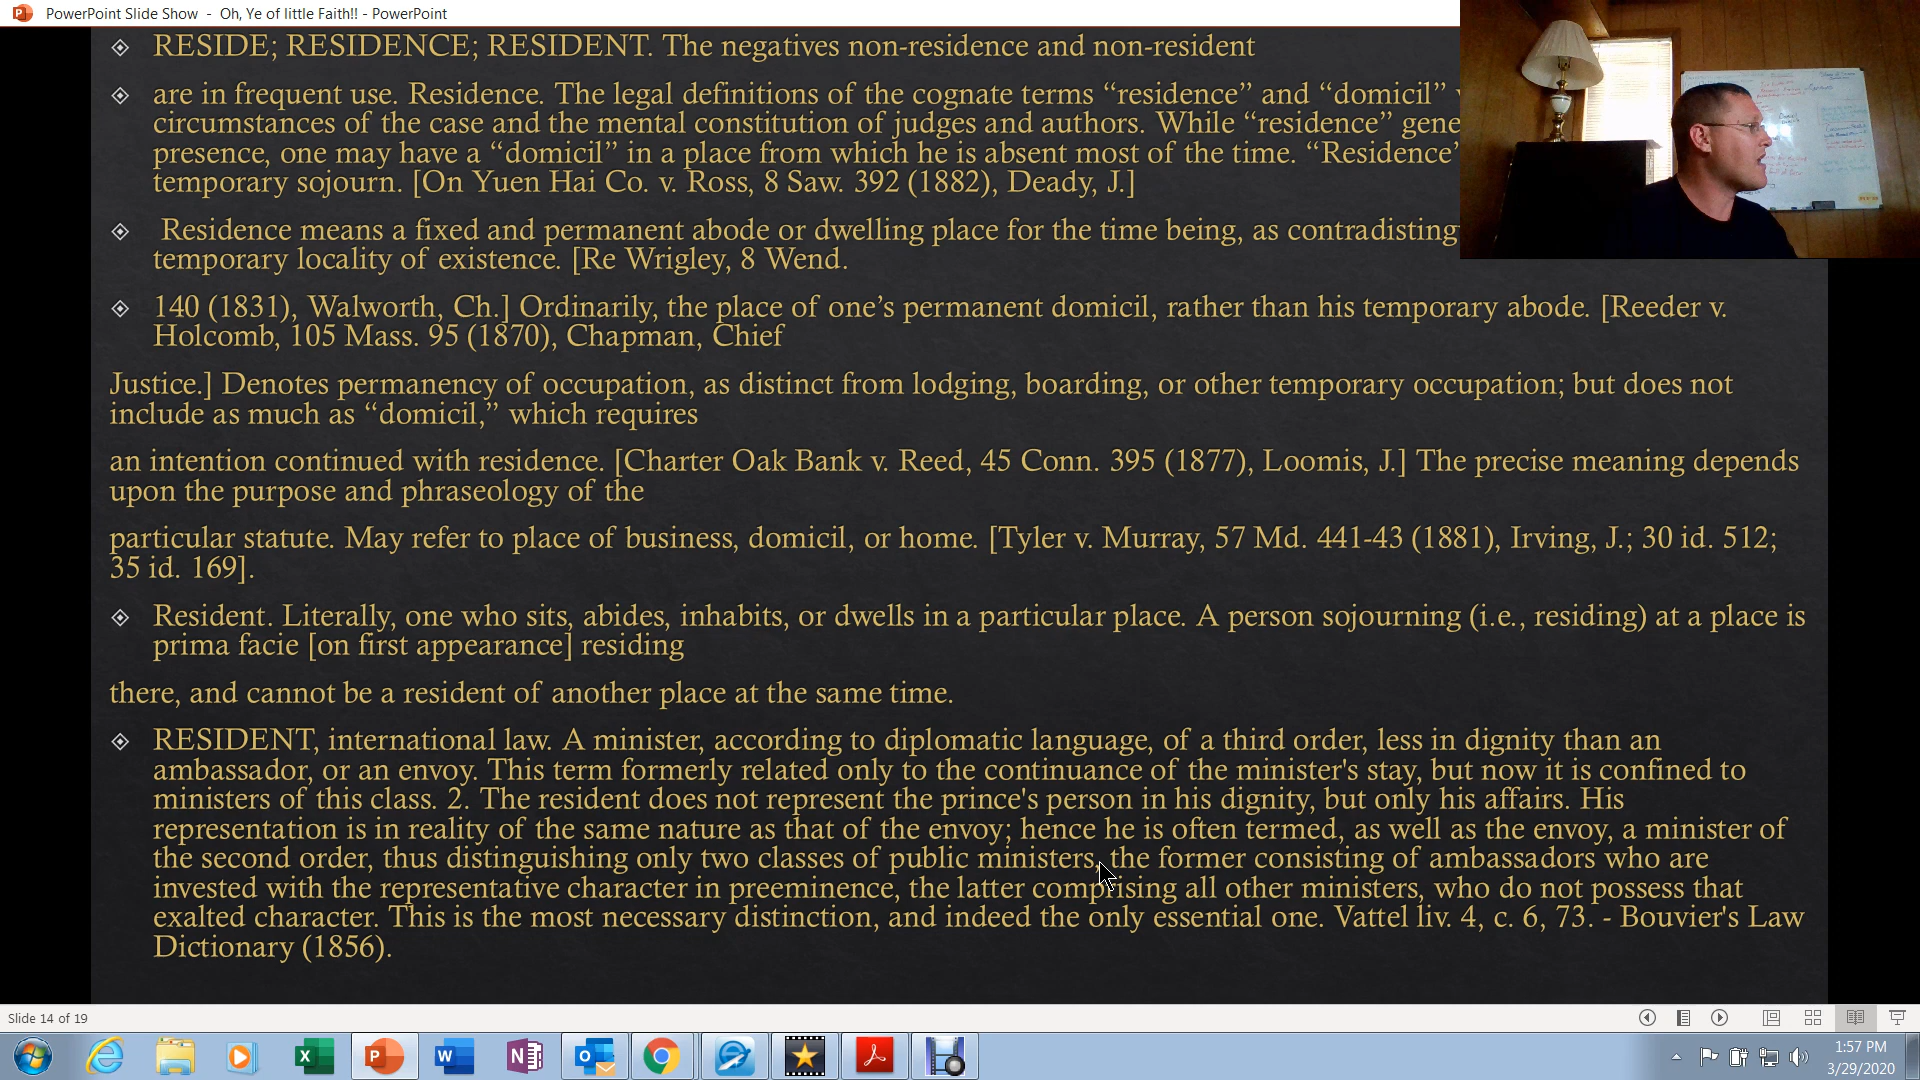 PowerPoint Slide Show - Oh, Ye of little Faith!! - PowerPoint
RESIDE; RESIDENCE; RESIDENT. The negatives non-residence and non-resident
are in frequent use. Residence. The legal definitions of the cognate terms “residence” and “domicil”
circumstances of the case and the mental constitution of judges and authors. While “residence” gene
presence, one may have a “domicil” in a place from which he is absent most of the time. “Residence”
temporary sojourn. [On Yuen Hai Co. v. Ross, 8 Saw. 392 (1882), Deady, J.]
Residence means a fixed and permanent abode or dwelling place for the time being, as contradisting
temporary locality of existence. [Re Wrigley, 8 Wend.
140 (1831), Walworth, Ch.] Ordinarily, the place of one’s permanent domicil, rather than his temporary abode. [Reeder v.
Holcomb, 105 Mass. 95 (1870), Chapman, Chief
Justice.] Denotes permanency of occupation, as distinct from lodging, boarding, or other temporary occupation; but does not
include as much as “domicil,” which requires
an intention continued with residence. [Charter Oak Bank v. Reed, 45 Conn. 395 (1877), Loomis, J.] The precise meaning depends
upon the purpose and phraseology of the
particular statute. May refer to place of business, domicil, or home. [Tyler v. Murray, 57 Md. 441-43 (1881), Irving, J.; 30 id. 512;
35 id. 169].
Resident. Literally, one who sits, abides, inhabits, or dwells in a particular place. A person sojourning (i.e., residing) at a place is
prima facie [on first appearance] residing
there, and cannot be a resident of another place at the same time.
RESIDENT, international law. A minister, according to diplomatic language, of a third order, less in dignity than an
ambassador, or an envoy. This term formerly related only to the continuance of the minister's stay, but now it is confined to
ministers of this class. 2. The resident does not represent the prince's person in his dignity, but only his affairs. His
representation is in reality of the same nature as that of the envoy; hence he is often termed, as well as the envoy, a minister of
the second order, thus distinguishing only two classes of public ministers, the former consisting of ambassadors who are
invested with the representative character in preeminence, the latter comprising all other ministers, who do not possess that
exalted character. This is the most necessary distinction, and indeed the only essential one. Vattel liv. 4, c. 6, 73. - Bouvier's Law
Dictionary (1856).
Slide 14 of 19
1:57 PM
3/29/2020